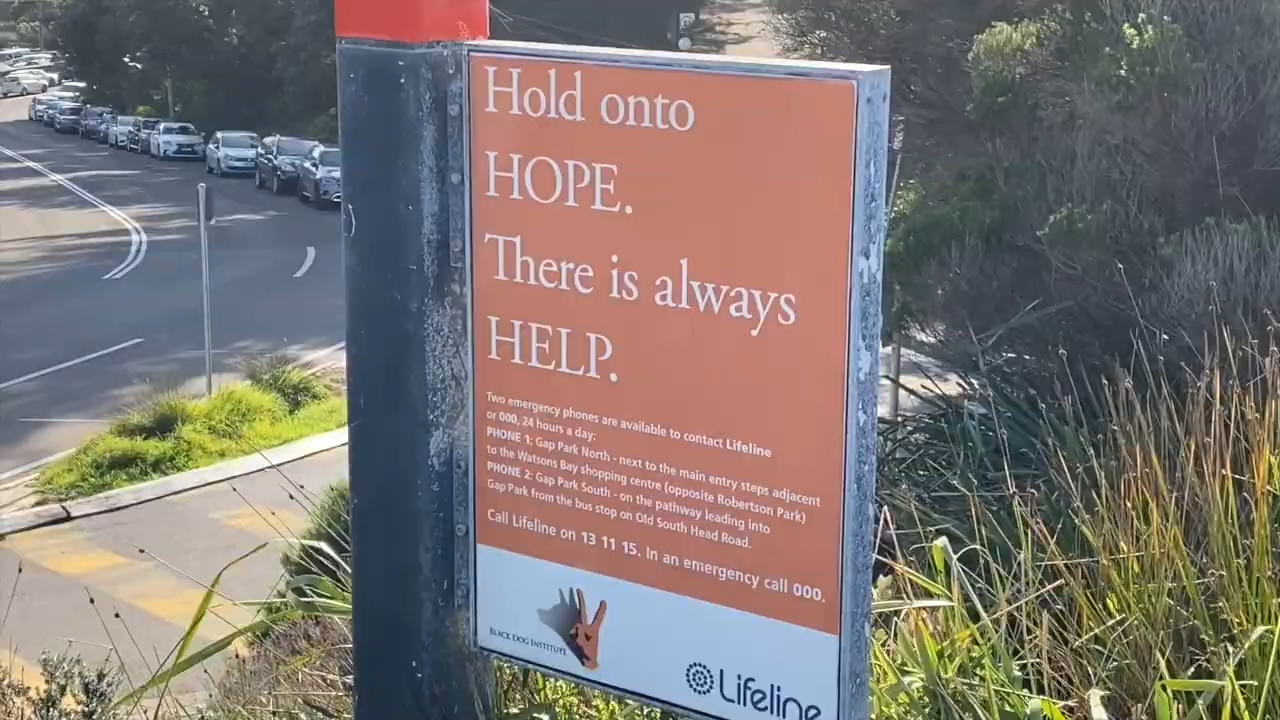 Hold onto
HOPE.
There is always
HELP.
Two emergency phones are available to contact Lifeline
or 000, 24 hours a day:
PHONE 1: Gap Park North - next to the main entry steps adjacent
to the Watsons Bay shopping centre (opposite Robertson Park)
PHONE 2: Gap Park South - on the pathway leading into
Gap Park from the bus stop on Old South Head Road.
Call Lifeline on 13 11 15. In an emergency call 000.
BLACK DOG INSTITUTE
Lifeline